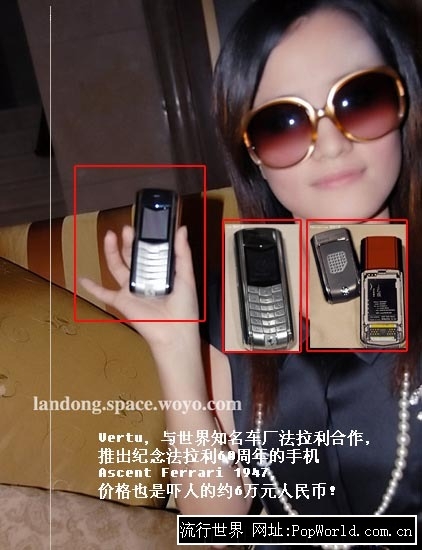 landong.space.woyo.com
Vertu, 与世界知名车厂法拉利合作,
推出纪念法拉利60周年的手机
Ascent Ferrari 1947
价格也是吓人的约6万元人民币!
流行世界 网址:PopWorld.com.cn